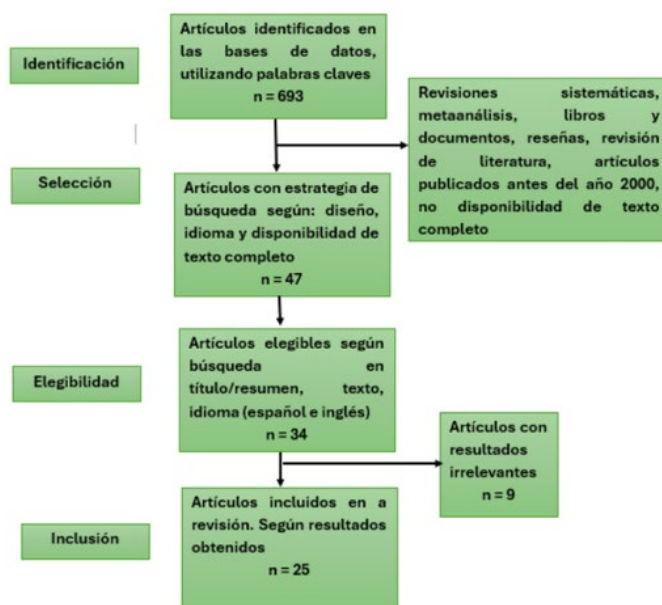 Identificación
Artículos identificados en
las bases de datos,
utilizando palabras claves
n = 693
Revisiones sistemáticas,
metaanálisis, libros y
documentos, reseñas, revisión
de literatura, artículos
publicados antes del año 2000,
no disponibilidad de texto
completo
Selección
Artículos con estrategia de
búsqueda según: diseño,
idioma y disponibilidad de
texto completo
n = 47
Elegibilidad
Artículos elegibles según
búsqueda en
título/resumen, texto,
idioma (español e inglés)
n = 34
Artículos con
resultados
irrelevantes
n = 9
Inclusión
Artículos incluidos en a
revisión. Según resultados
obtenidos
n = 25